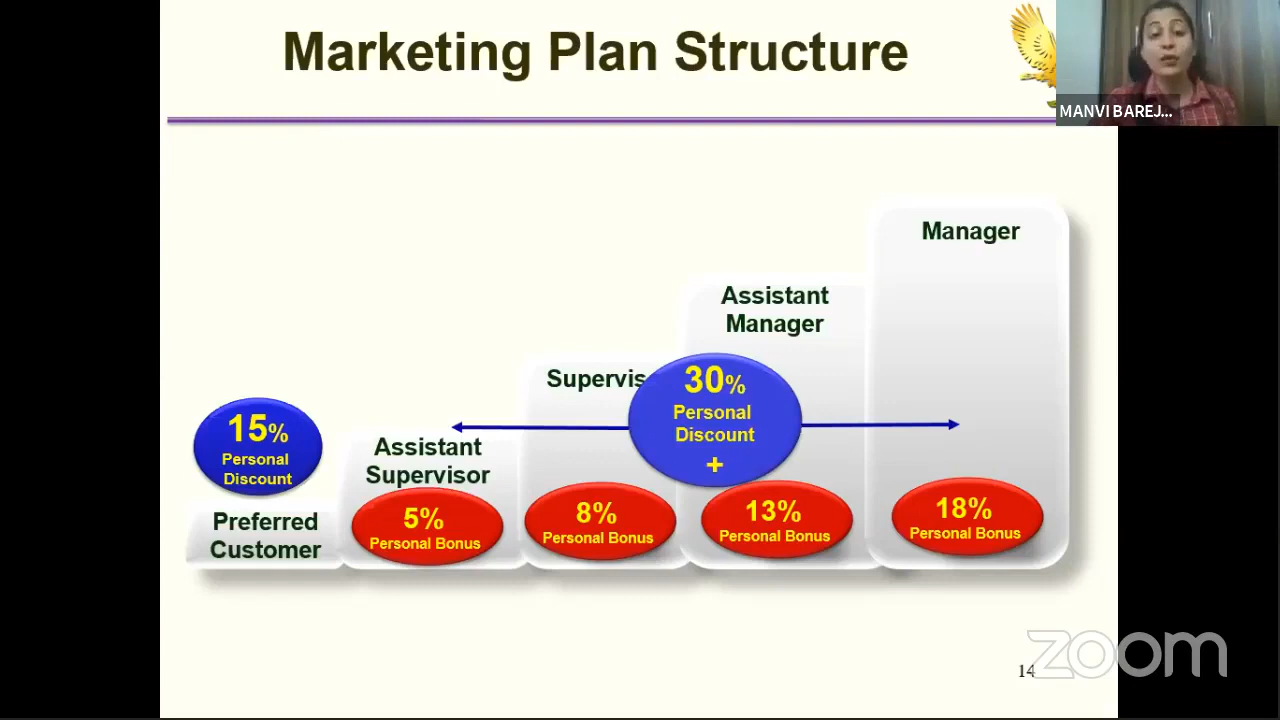 Marketing Plan Structure
MANVI BAREJ...
Manager
Assistant
Manager
Supervis
30%
Personal
Discount
+
15%
Personal
Discount
Assistant
Supervisor
Preferred
Customer
5%
Personal Bonus
8%
Personal Bonus
13%
Personal Bonus
18%
Personal Bonus
14
zoom